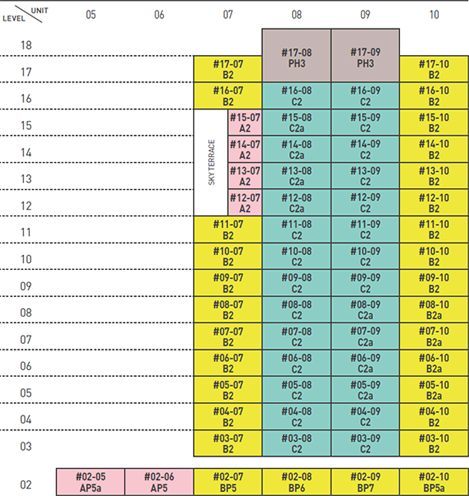 UNIT
LEVEL
05 06 07 08 09 10
18
#17-08 #17-09
PH3 PH3
17
#17-07 #17-10
B2 B2
16
#16-07 #16-08 #16-09 #16-10
B2 C2 C2 B2
SKY TERRACE
15
#15-07 #15-08 #15-09 #15-10
A2 C2a C2 B2
14
#14-07 #14-08 #14-09 #14-10
A2 C2a C2 B2
13
#13-07 #13-08 #13-09 #13-10
A2 C2a C2 B2
12
#12-07 #12-08 #12-09 #12-10
A2 C2a C2 B2
11
#11-07 #11-08 #11-09 #11-10
B2 C2 C2 B2
10
#10-07 #10-08 #10-09 #10-10
B2 C2 C2 B2
09
#09-07 #09-08 #09-09 #09-10
B2 C2 C2 B2
08
#08-07 #08-08 #08-09 #08-10
B2 C2 C2a B2a
07
#07-07 #07-08 #07-09 #07-10
B2 C2 C2a B2a
06
#06-07 #06-08 #06-09 #06-10
B2 C2 C2a B2a
05
#05-07 #05-08 #05-09 #05-10
B2 C2 C2a B2a
04
#04-07 #04-08 #04-09 #04-10
B2 C2 C2 B2
03
#03-07 #03-08 #03-09 #03-10
B2 C2 C2 B2
02
#02-05 #02-06 #02-07 #02-08 #02-09 #02-10
AP5a AP5 BP5 BP6 BP7 BP5a